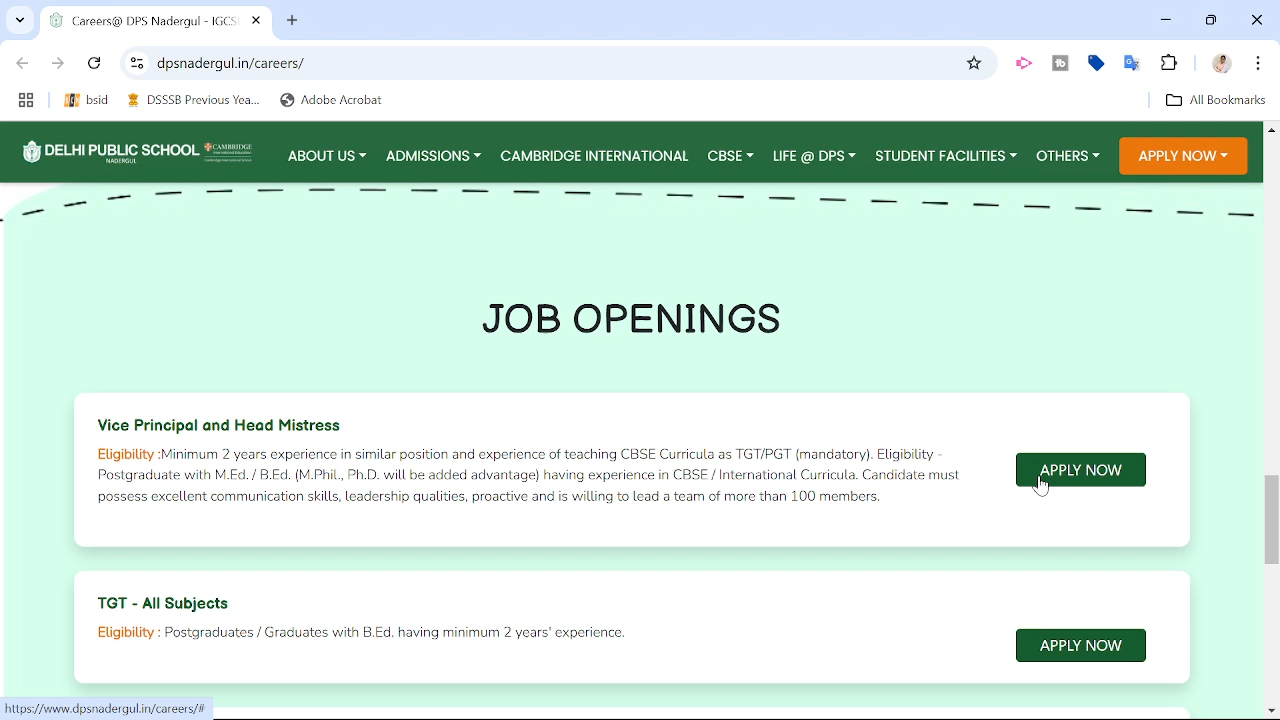 Careers@ DPS Nadergul - IGCS
dpsnadergul.in/careers/
bsid
DSSSB Previous Yea...
Adobe Acrobat
All Bookmarks
DELHI PUBLIC SCHOOL
NADERGUL
CAMBRIDGE
International Education
Cambridge International School
ABOUT US
ADMISSIONS
CAMBRIDGE INTERNATIONAL
CBSE
LIFE @ DPS
STUDENT FACILITIES
OTHERS
APPLY NOW
JOB OPENINGS
Vice Principal and Head Mistress
Eligibility :Minimum 2 years experience in similar position and experience of teaching CBSE Curricula as TGT/PGT (mandatory). Eligibility -
Postgraduate with M.Ed. / B.Ed. (M.Phil., Ph.D. will be added advantage) having experience in CBSE / International Curricula. Candidate must
possess excellent communication skills, leadership qualities, proactive and is willing to lead a team of more than 100 members.
APPLY NOW
TGT - All Subjects
Eligibility : Postgraduates / Graduates with B.Ed. having minimum 2 years' experience.
APPLY NOW
https://www.dpsnadergul.in/careers/#